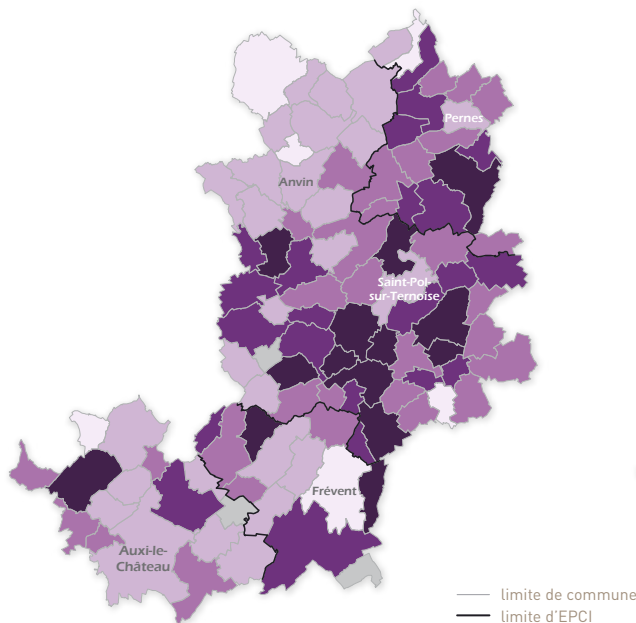 Pernes
Anvin
Saint-Pol-
sur-Ternoise
Frévent
Auxi-le-
Château
limite de commune
limite d'EPCI